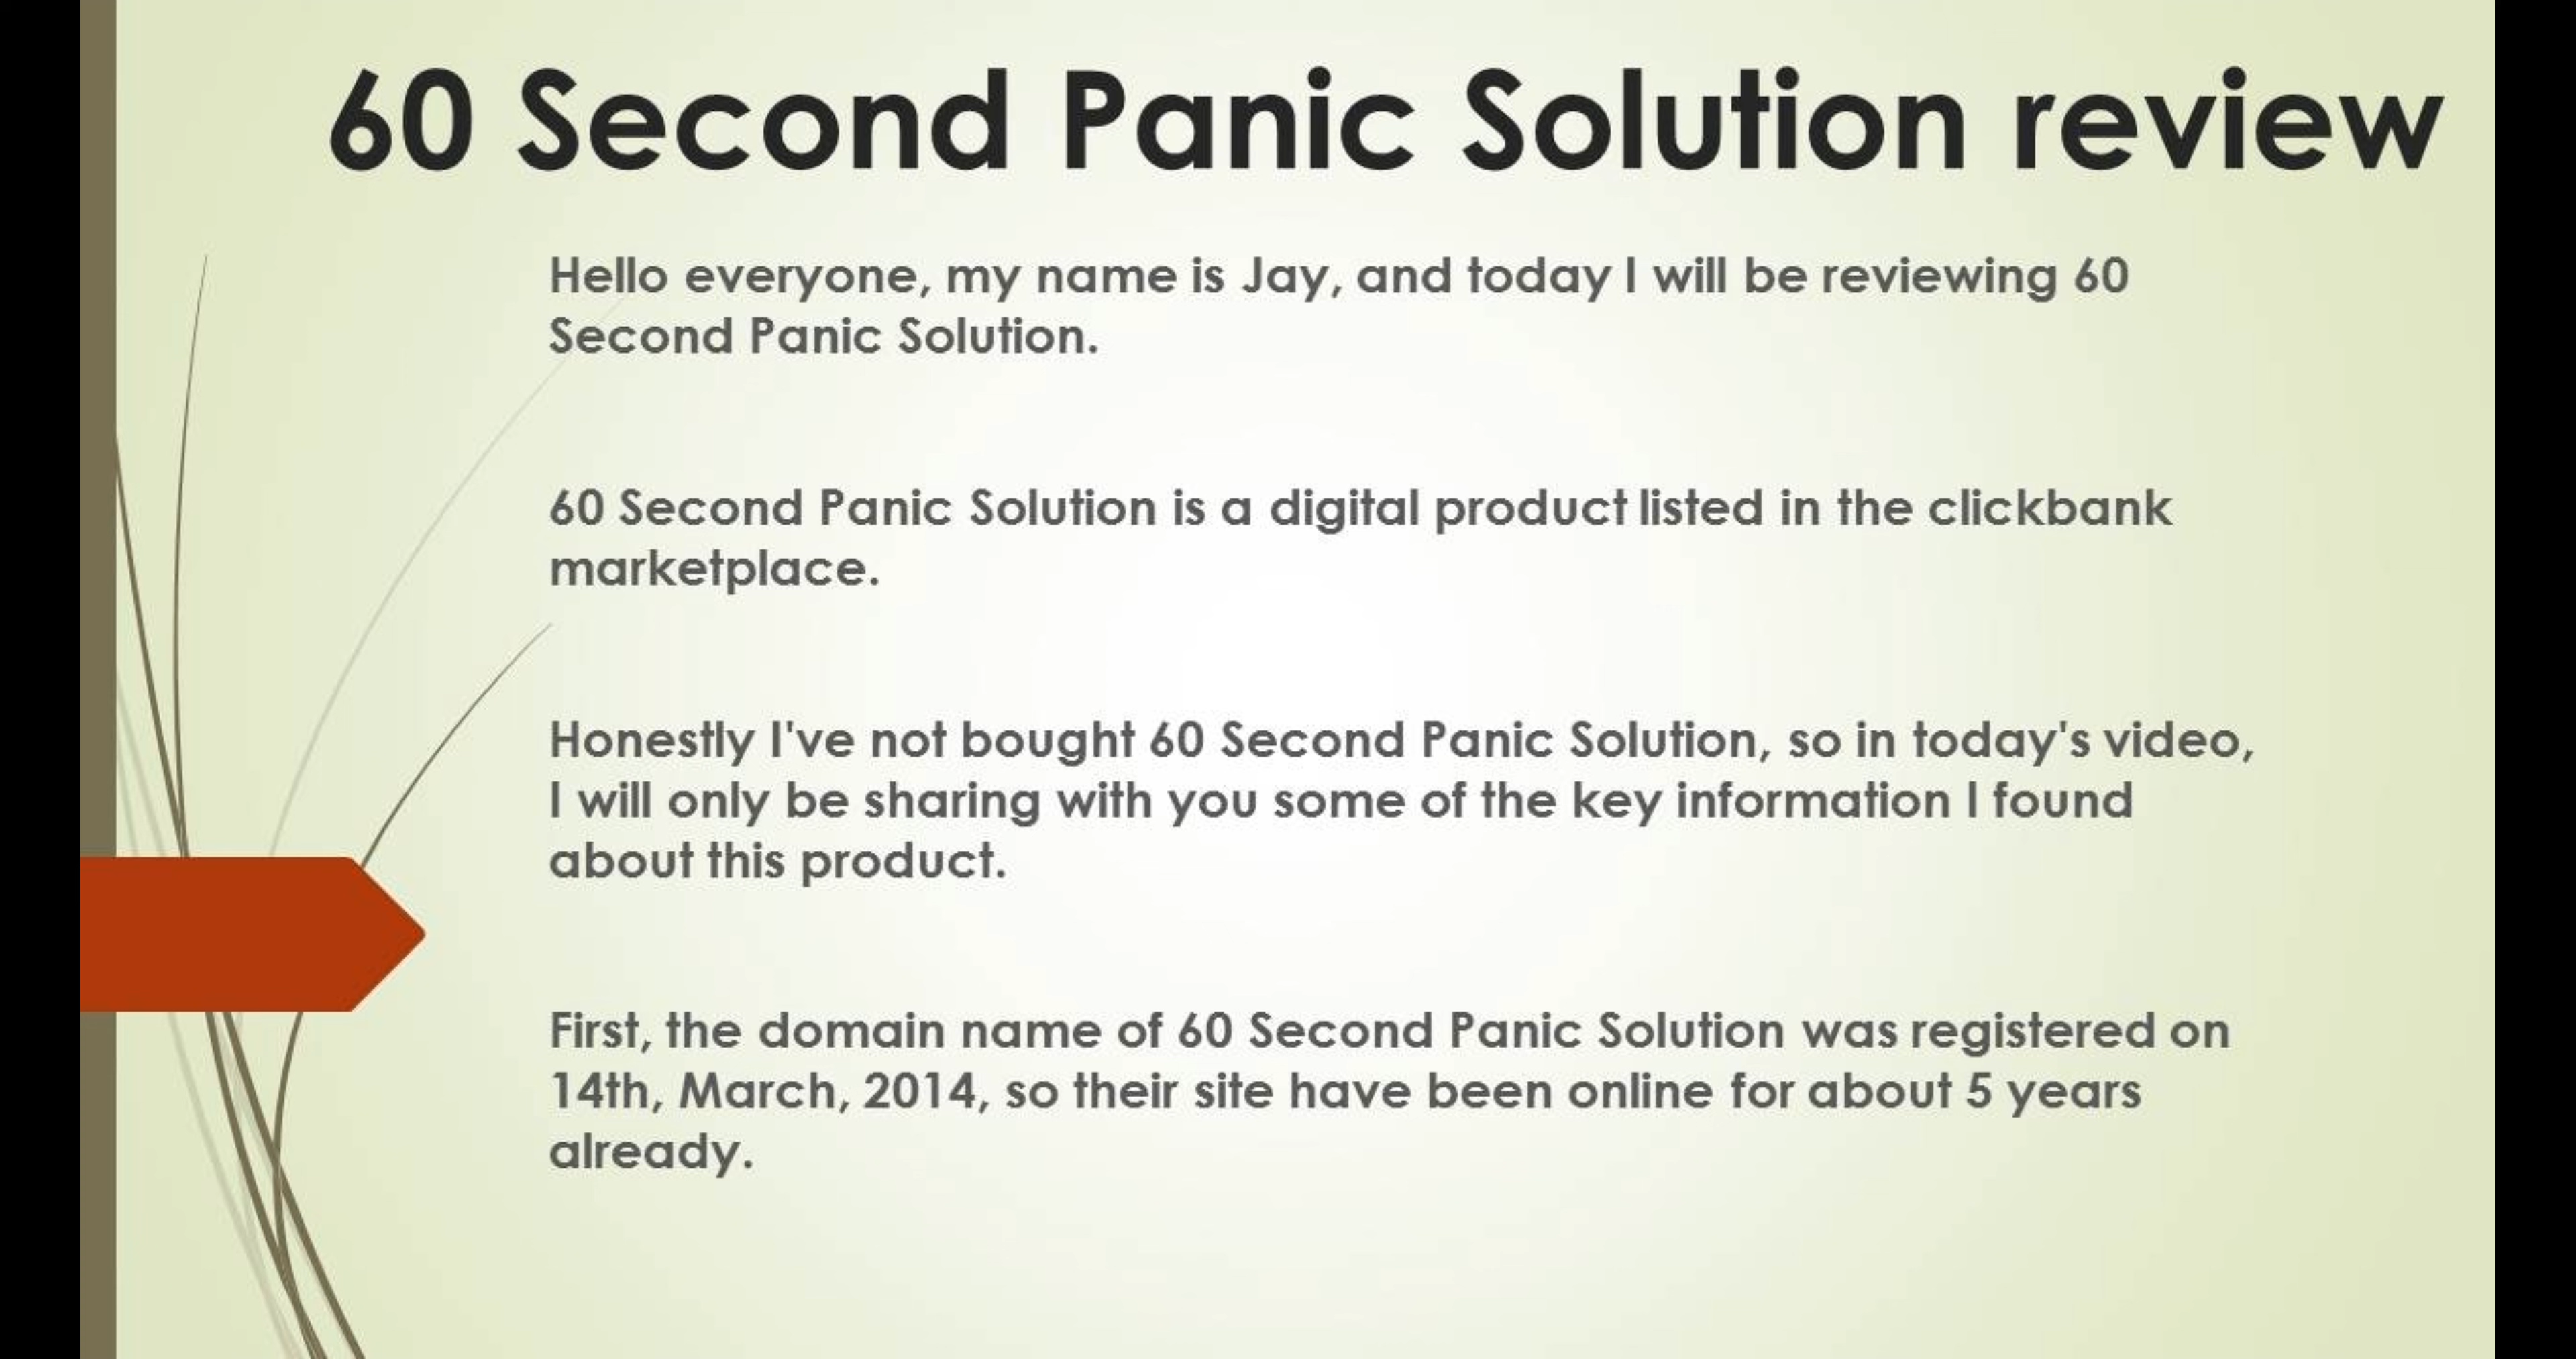 60 Second Panic Solution review
Hello everyone, my name is Jay, and today I will be reviewing 60
Second Panic Solution.
60 Second Panic Solution is a digital product listed in the clickbank
marketplace.
Honestly I've not bought 60 Second Panic Solution, so in today's video,
I will only be sharing with you some of the key information I found
about this product.
First, the domain name of 60 Second Panic Solution was registered on
14th, March, 2014, so their site have been online for about 5 years
already.